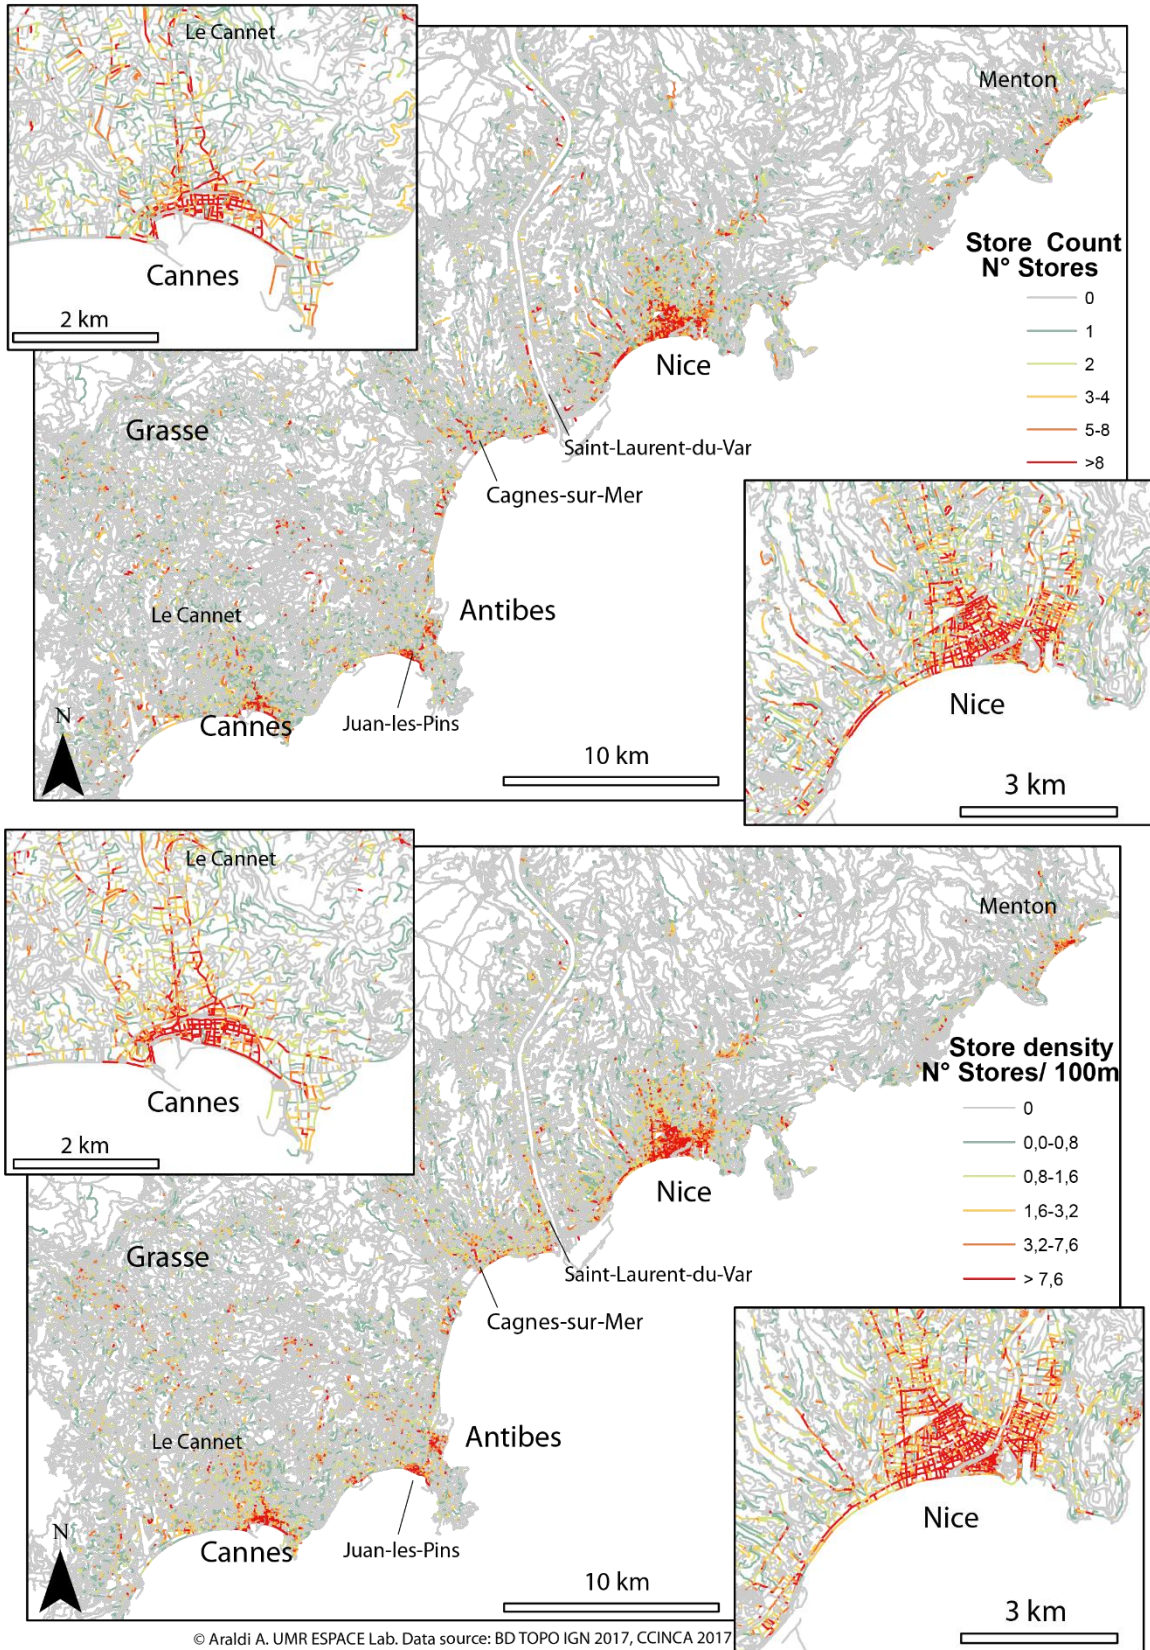 Le Cannet
Cannes
2 km
Menton
Store Count
N° Stores
0
1
2
3-4
5-8
>8
Nice
Grasse
Saint-Laurent-du-Var
Cagnes-sur-Mer
Le Cannet
Antibes
Cannes
Juan-les-Pins
N
10 km
Nice
3 km
Le Cannet
Cannes
2 km
Menton
Store density
N° Stores/ 100m
0
0,0-0,8
0,8-1,6
1,6-3,2
3,2-7,6
> 7,6
Nice
Grasse
Saint-Laurent-du-Var
Cagnes-sur-Mer
Le Cannet
Antibes
Cannes
Juan-les-Pins
N
10 km
Nice
3 km
© Araldi A. UMR ESPACE Lab. Data source: BD TOPO IGN 2017, CCINCA 2017